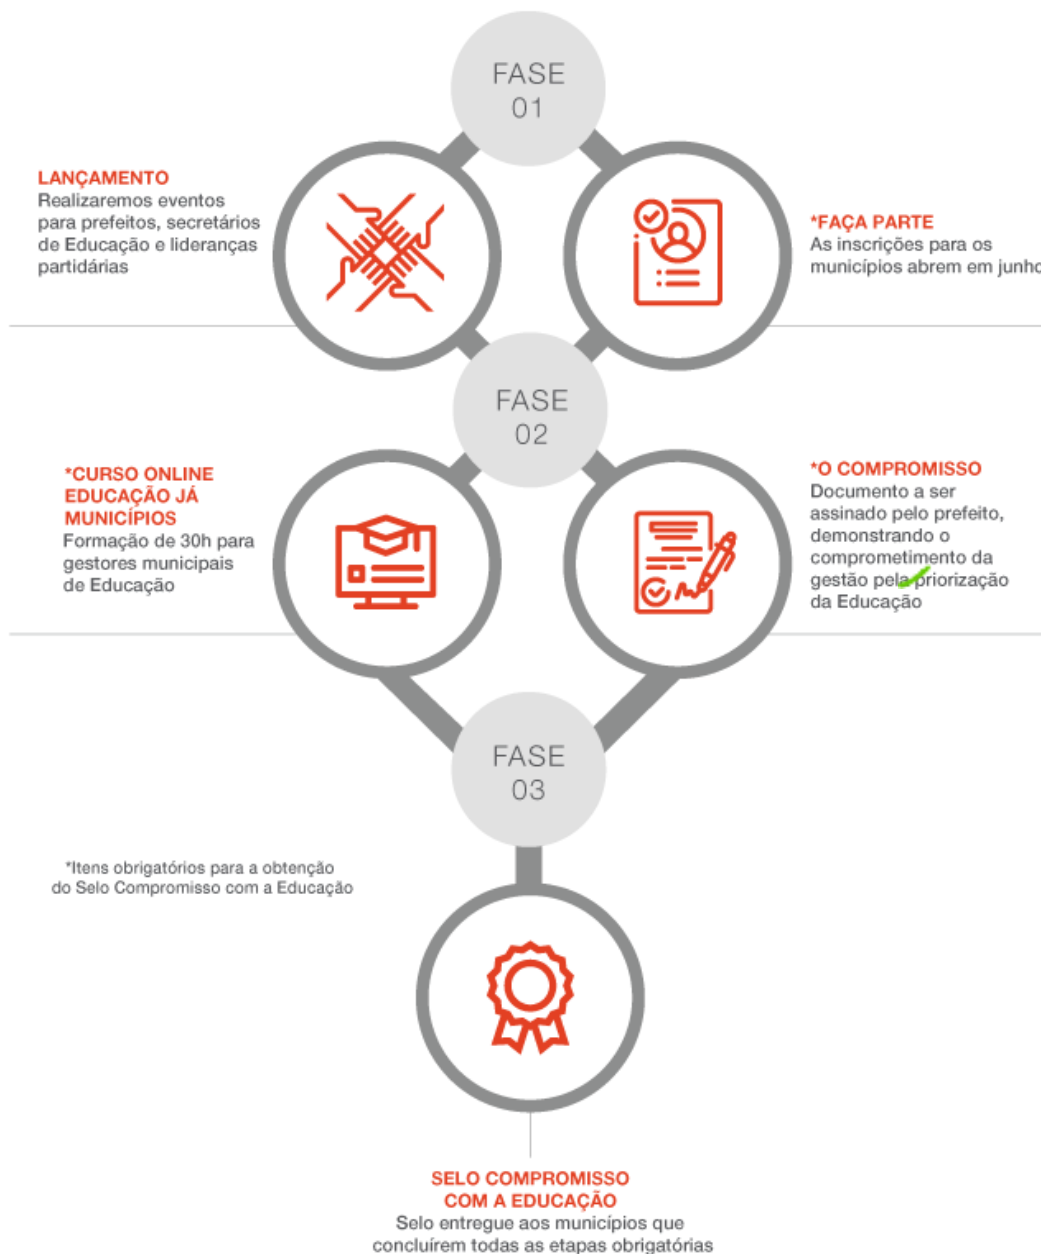 FASE
01
LANÇAMENTO
Realizaremos eventos
para prefeitos, secretários
de Educação e lideranças
partidárias
*FAÇA PARTE
As inscrições para os
municípios abrem em junho
FASE
02
*CURSO ONLINE
EDUCAÇÃO JÁ
MUNICÍPIOS
Formação de 30h para
gestores municipais
de Educação
*O COMPROMISSO
Documento a ser
assinado pelo prefeito,
demonstrando o
comprometimento da
gestão pela priorização
da Educação
FASE
03
*Itens obrigatórios para a obtenção
do Selo Compromisso com a Educação
SELO COMPROMISSO
COM A EDUCAÇÃO
Selo entregue aos municípios que
concluírem todas as etapas obrigatórias